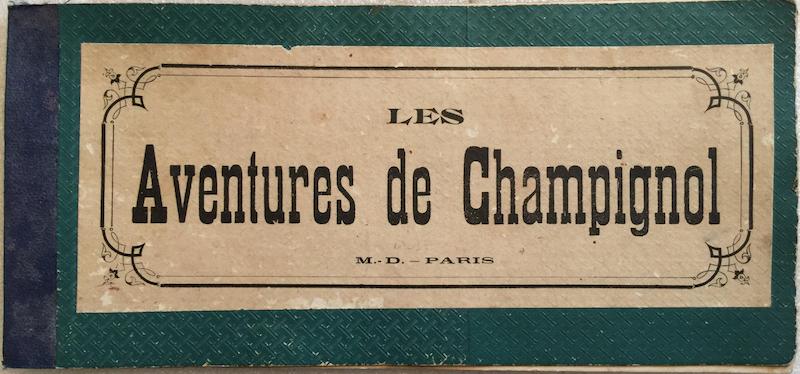 LES
Aventures de Champignol
M.-D. – PARIS